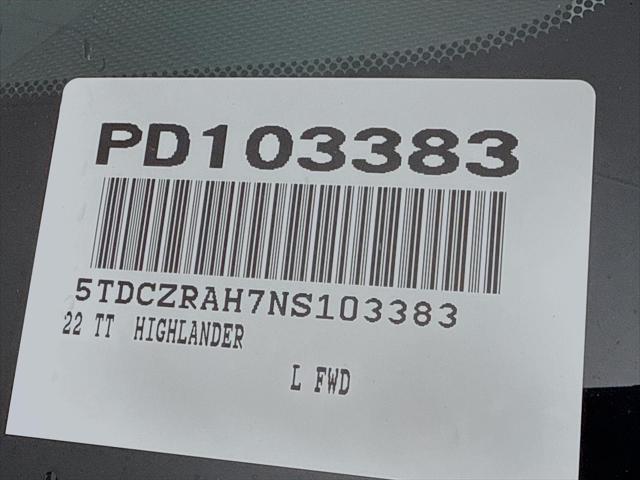 PD103383
5TDCZRAH7NS103383
22 TT HIGHLANDER
L FWD